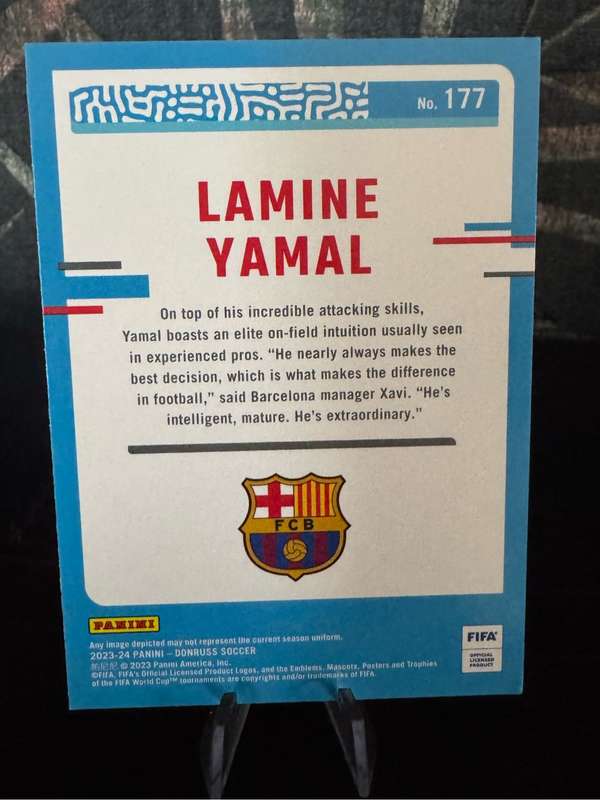 No. 177
LAMINE
YAMAL
On top of his incredible attacking skills,
Yamal boasts an elite on-field intuition usually seen
in experienced pros. “He nearly always makes the
best decision, which is what makes the difference
in football,” said Barcelona manager Xavi. “He’s
intelligent, mature. He’s extraordinary.”
FCB
PANINI
Any image depicted may not represent the current season uniform.
2023-24 PANINI – DONRUSS SOCCER
帕尼尼 © 2023 Panini America, Inc.
©FIFA, FIFA's Official Licensed Product Logos, and the Emblems, Mascots, Posters and Trophies
of the FIFA World Cup™ tournaments are copyrights and/or trademarks of FIFA.
FIFA
OFFICIAL
LICENSED
PRODUCT